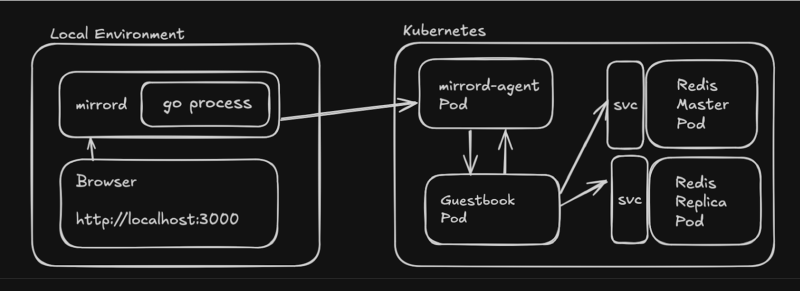 Local Environment
mirrord
go process
Browser
http://localhost:3000
Kubernetes
mirrord-agent
Pod
Guestbook
Pod
svc
Redis
Master
Pod
svc
Redis
Replica
Pod